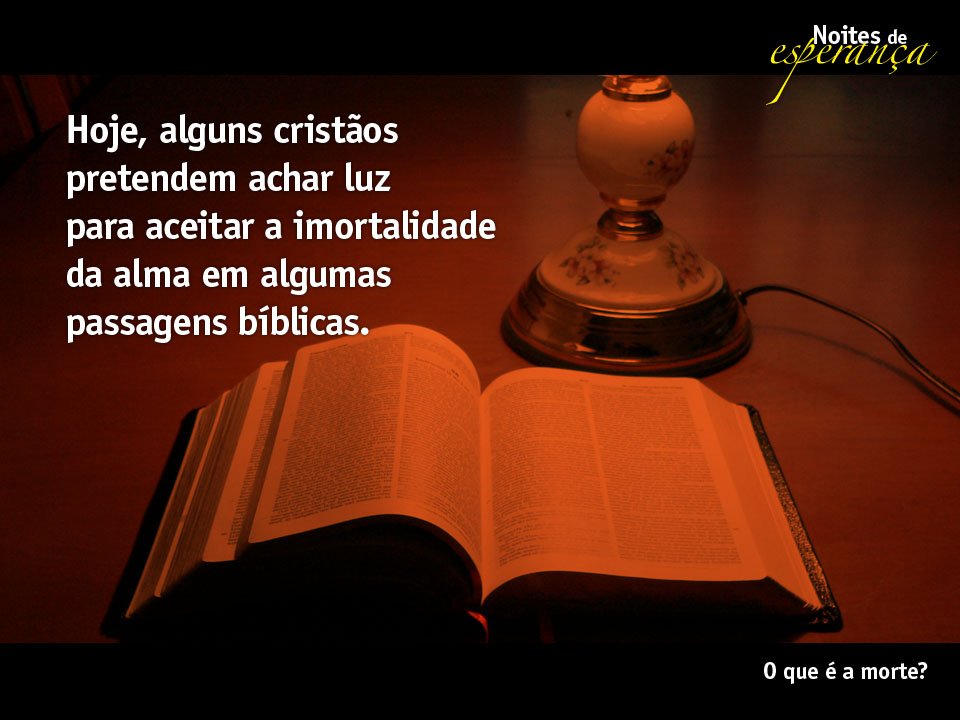 Noites de
esperança
Hoje, alguns cristãos
pretendem achar luz
para aceitar a imortalidade
da alma em algumas
passagens bíblicas.
O que é a morte?